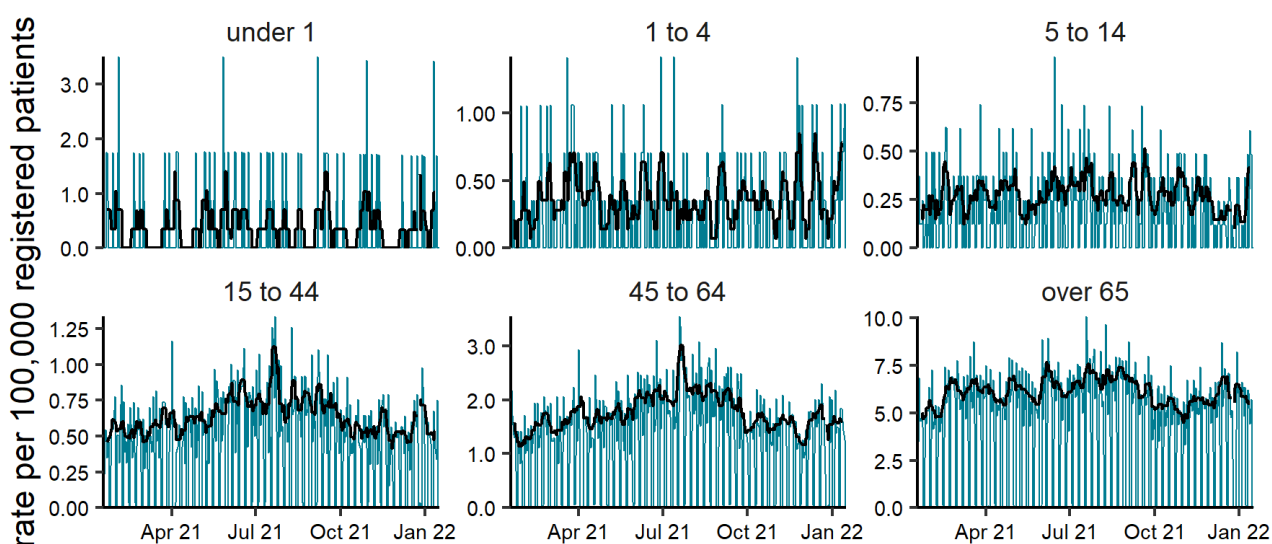 rate per 100,000 registered patients
under 1
3.0
2.0
1.0
0.0
1 to 4
1.00
0.50
0.00
5 to 14
0.75
0.50
0.25
0.00
15 to 44
1.25
1.00
0.75
0.50
0.25
0.00
Apr 21 Jul 21 Oct 21 Jan 22
45 to 64
3.0
2.0
1.0
0.0
Apr 21 Jul 21 Oct 21 Jan 22
over 65
10.0
7.5
5.0
2.5
0.0
Apr 21 Jul 21 Oct 21 Jan 22